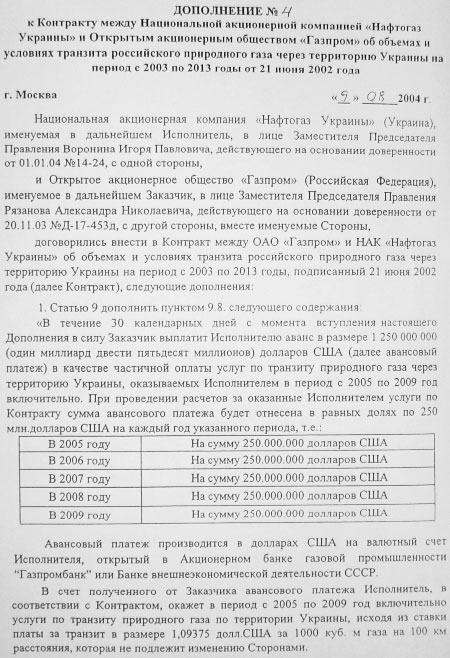 ДОПОЛНЕНИЕ № 4
к Контракту между Национальной акционерной компанией «Нафтогаз
Украины» и Открытым акционерным обществом «Газпром» об объемах и
условиях транзита российского природного газа через территорию Украины на
период с 2003 по 2013 годы от 21 июня 2002 года
г. Москва «9» 08 2004 г.
Национальная акционерная компания «Нафтогаз Украины» (Украина),
именуемая в дальнейшем Исполнитель, в лице Заместителя Председателя
Правления Воронина Игоря Павловича, действующего на основании доверенности
от 01.01.04 №14-24, с одной стороны,
и Открытое акционерное общество «Газпром» (Российская Федерация),
именуемое в дальнейшем Заказчик, в лице Заместителя Председателя Правления
Рязанова Александра Николаевича, действующего на основании доверенности от
20.11.03 №Д-17-453д, с другой стороны, вместе именуемые Стороны,
договорились внести в Контракт между ОАО «Газпром» и НАК «Нафтогаз
Украины» об объемах и условиях транзита российского природного газа через
территорию Украины на период с 2003 по 2013 годы, подписанный 21 июня 2002
года (далее Контракт), следующие дополнения:
1. Статью 9 дополнить пунктом 9.8. следующего содержания:
«В течение 30 календарных дней с момента вступления настоящего
Дополнения в силу Заказчик выплатит Исполнителю аванс в размере 1 250 000 000
(один миллиард двести пятьдесят миллионов) долларов США (далее авансовый
платеж) в качестве частичной оплаты услуг по транзиту природного газа через
территорию Украины, оказываемых Исполнителем в период с 2005 по 2009 год
включительно. При проведении расчетов за оказанные Исполнителем услуги по
Контракту сумма авансового платежа будет отнесена в равных долях по 250
млн.долларов США на каждый год указанного периода, т.е.:
В 2005 году На сумму 250.000.000 долларов США
В 2006 году На сумму 250.000.000 долларов США
В 2007 году На сумму 250.000.000 долларов США
В 2008 году На сумму 250.000.000 долларов США
В 2009 году На сумму 250.000.000 долларов США
Авансовый платеж производится в долларах США на валютный счет
Исполнителя, открытый в Акционерном банке газовой промышленности
"Газпромбанк" или Банке внешнеэкономической деятельности СССР.
В счет полученного от Заказчика авансового платежа Исполнитель, в
соответствии с Контрактом, окажет в период с 2005 по 2009 год включительно
услуги по транзиту природного газа по территории Украины, исходя из ставки
платы за транзит в размере 1,09375 долл.США за 1000 куб. м газа на 100 км
расстояния, которая не подлежит изменению Сторонами.